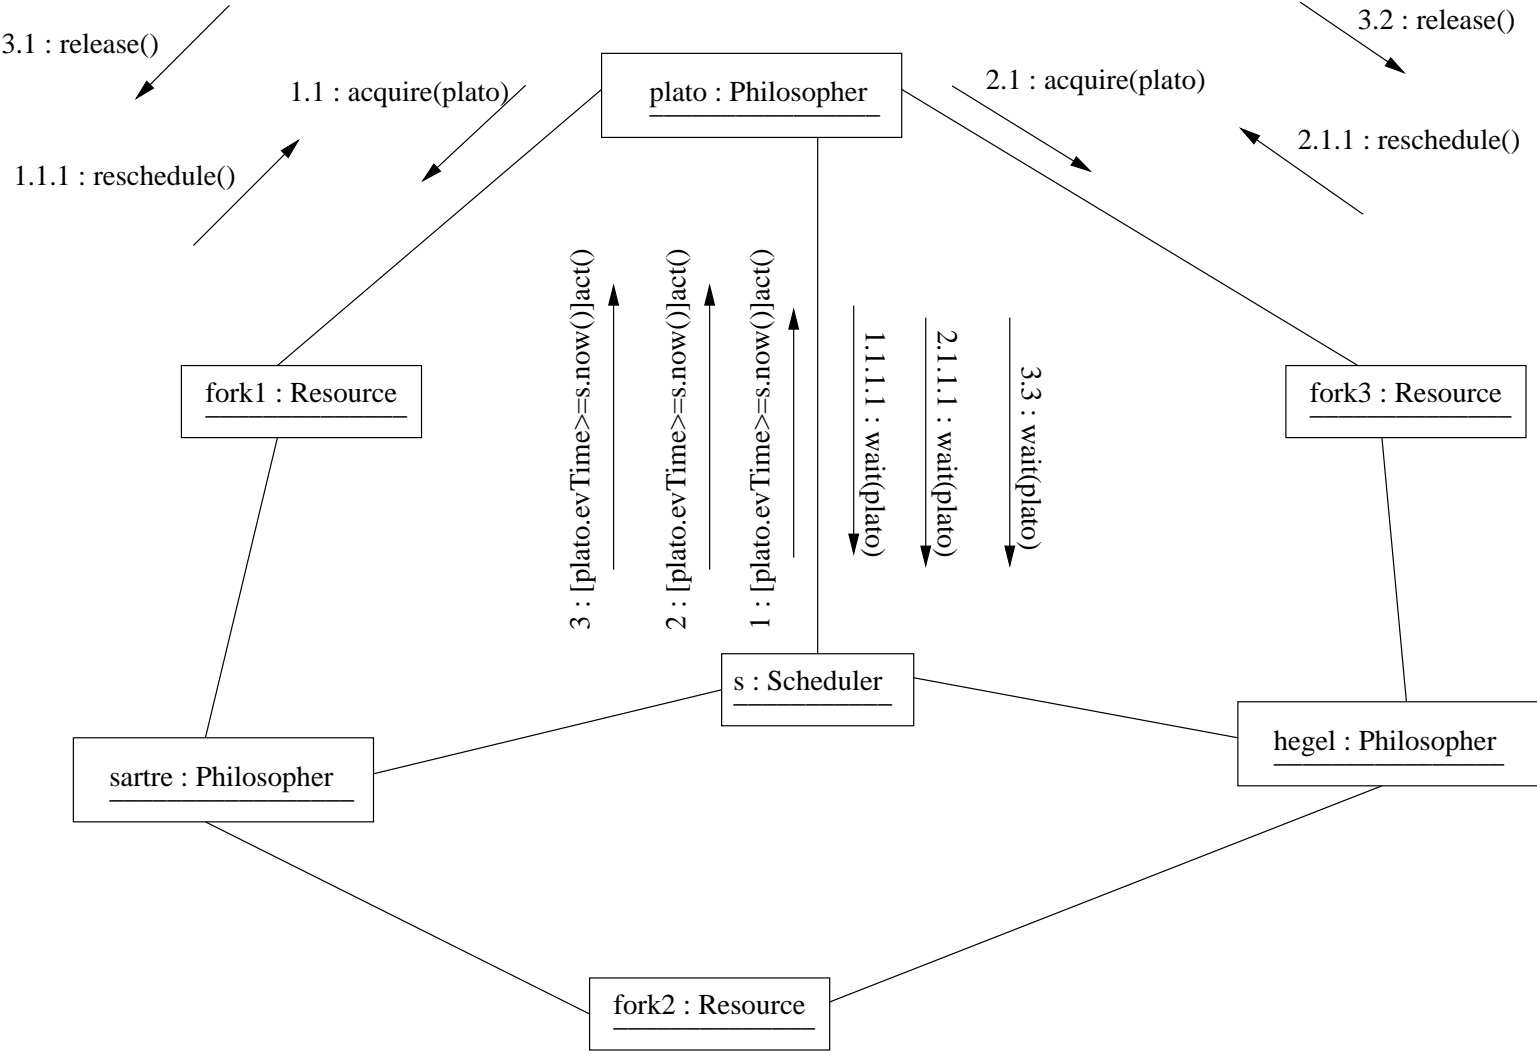 3.2 : release()
3.1 : release()
1.1 : acquire(plato)
plato : Philosopher
2.1 : acquire(plato)
2.1.1 : reschedule()
1.1.1 : reschedule()
3 : [plato.evTime>=s.now()]act()
2 : [plato.evTime>=s.now()]act()
1 : [plato.evTime>=s.now()]act()
1.1.1.1 : wait(plato)
2.1.1.1 : wait(plato)
3.3 : wait(plato)
fork1 : Resource
fork3 : Resource
s : Scheduler
hegel : Philosopher
sartre : Philosopher
fork2 : Resource